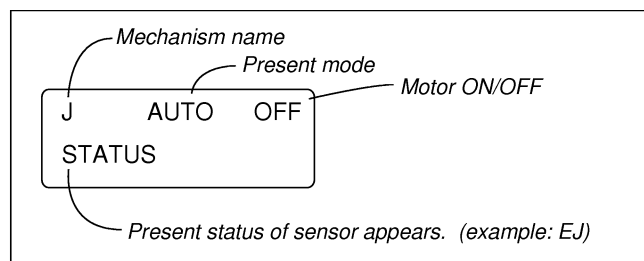 Mechanism name
Present mode
Motor ON/OFF
J AUTO OFF
STATUS
Present status of sensor appears. (example: EJ)